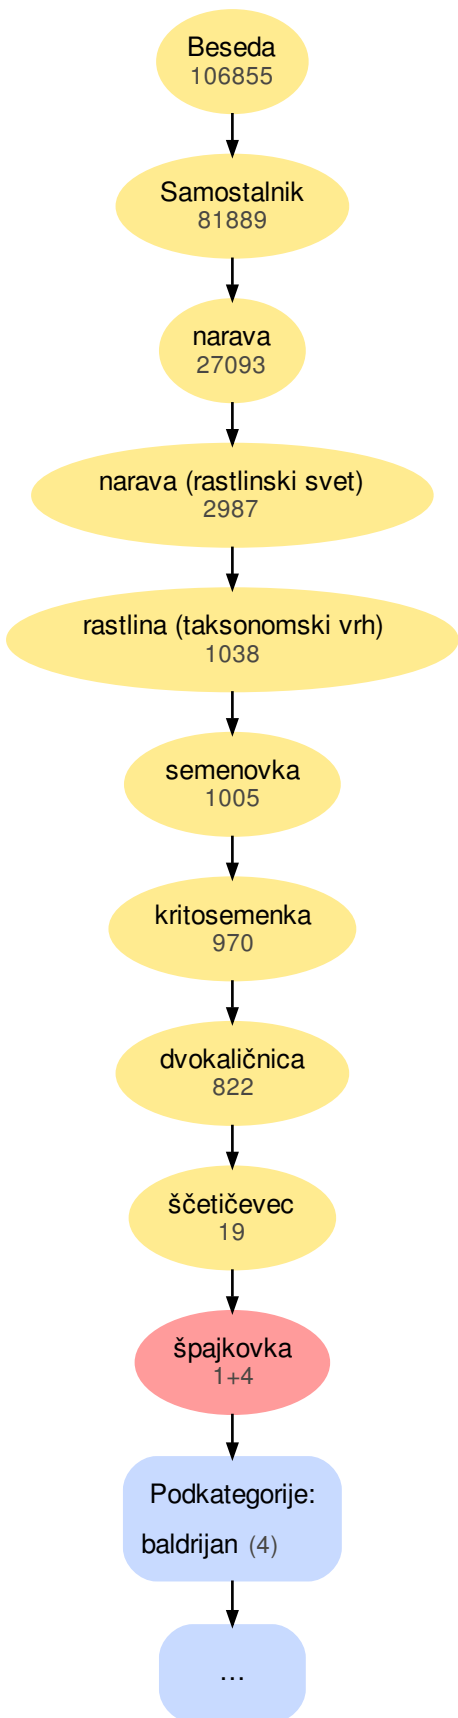 Beseda
106855
Samostalnik
81889
narava
27093
narava (rastlinski svet)
2987
rastlina (taksonomski vrh)
1038
semenovka
1005
kritosemenka
970
dvokaličnica
822
ščetičevec
19
špajkovka
1+4
Podkategorije:
baldrijan (4)
...